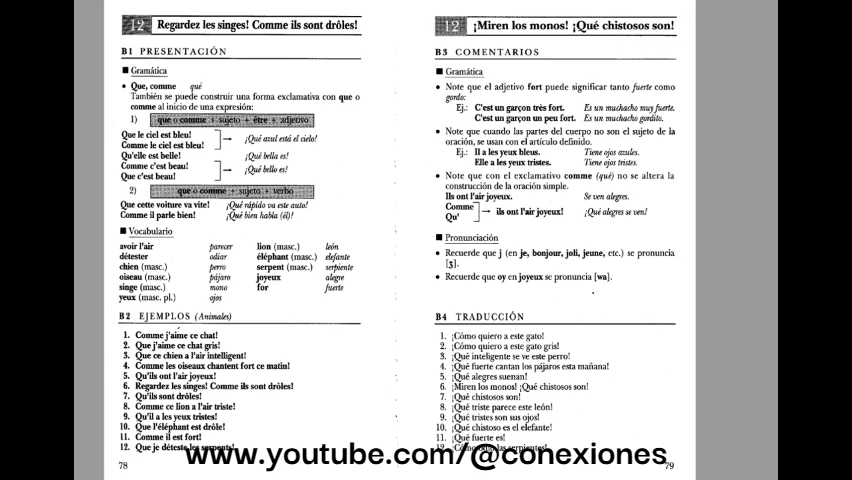 12 Regardez les singes! Comme ils sont drôles!
B1 PRESENTACIÓN
■ Gramática
• Que, comme qué
También se puede construir una forma exclamativa con que o
comme al inicio de una expresión:
1) que o comme + sujeto + être + adjetivo
Que le ciel est bleu!
Comme le ciel est bleu! → ¡Qué azul está el cielo!
Qu'elle est belle! ¡Qué bella es!
Comme c'est beau!
Que c'est beau! → ¡Qué bello es!
2) que o comme + sujeto + verbo
Que cette voiture va vite! ¡Qué rápido va este auto!
Comme il parle bien! ¡Qué bien habla (él)!
■ Vocabulario
avoir l'air parecer lion (masc.) león
détester odiar éléphant (masc.) elefante
chien (masc.) perro serpent (masc.) serpiente
oiseau (masc.) pájaro joyeux alegre
singe (masc.) mono for fuerte
yeux (masc. pl.) ojos
B2 EJEMPLOS (Animales)
1. Comme j'aime ce chat!
2. Que j'aime ce chat gris!
3. Que ce chien a l'air intelligent!
4. Comme les oiseaux chantent fort ce matin!
5. Qu'ils ont l'air joyeux!
6. Regardez les singes! Comme ils sont drôles!
7. Qu'ils sont drôles!
8. Comme ce lion a l'air triste!
9. Qu'il a les yeux tristes!
10. Que l'éléphant est drôle!
11. Comme il est fort!
12. Que je déteste les serpents!
78
12 ¡Miren los monos! ¡Qué chistosos son!
B3 COMENTARIOS
■ Gramática
• Note que el adjetivo fort puede significar tanto fuerte como
gordo:
Ej.: C'est un garçon très fort. Es un muchacho muy fuerte.
C'est un garçon un peu fort. Es un muchacho gordito.
• Note que cuando las partes del cuerpo no son el sujeto de la
oración, se usan con el artículo definido.
Ej.: Il a les yeux bleus. Tiene ojos azules.
Elle a les yeux tristes. Tiene ojos tristes.
• Note que con el exclamativo comme (qué) no se altera la
construcción de la oración simple.
Ils ont l'air joyeux. Se ven alegres.
Comme
Qu' → ils ont l'air joyeux! ¡Qué alegres se ven!
■ Pronunciación
• Recuerde que j (en je, bonjour, joli, jeune, etc.) se pronuncia
[ʒ].
• Recuerde que oy en joyeux se pronuncia [wa].
B4 TRADUCCIÓN
1. ¡Cómo quiero a este gato!
2. ¡Cómo quiero a este gato gris!
3. ¡Qué inteligente se ve este perro!
4. ¡Qué fuerte cantan los pájaros esta mañana!
5. ¡Qué alegres suenan!
6. ¡Miren los monos! ¡Qué chistosos son!
7. ¡Qué chistosos son!
8. ¡Qué triste parece este león!
9. ¡Qué tristes son sus ojos!
10. ¡Qué chistoso es el elefante!
11. ¡Qué fuerte es!
12. ¡Cómo odio las serpientes!
79
www.youtube.com/@conexiones